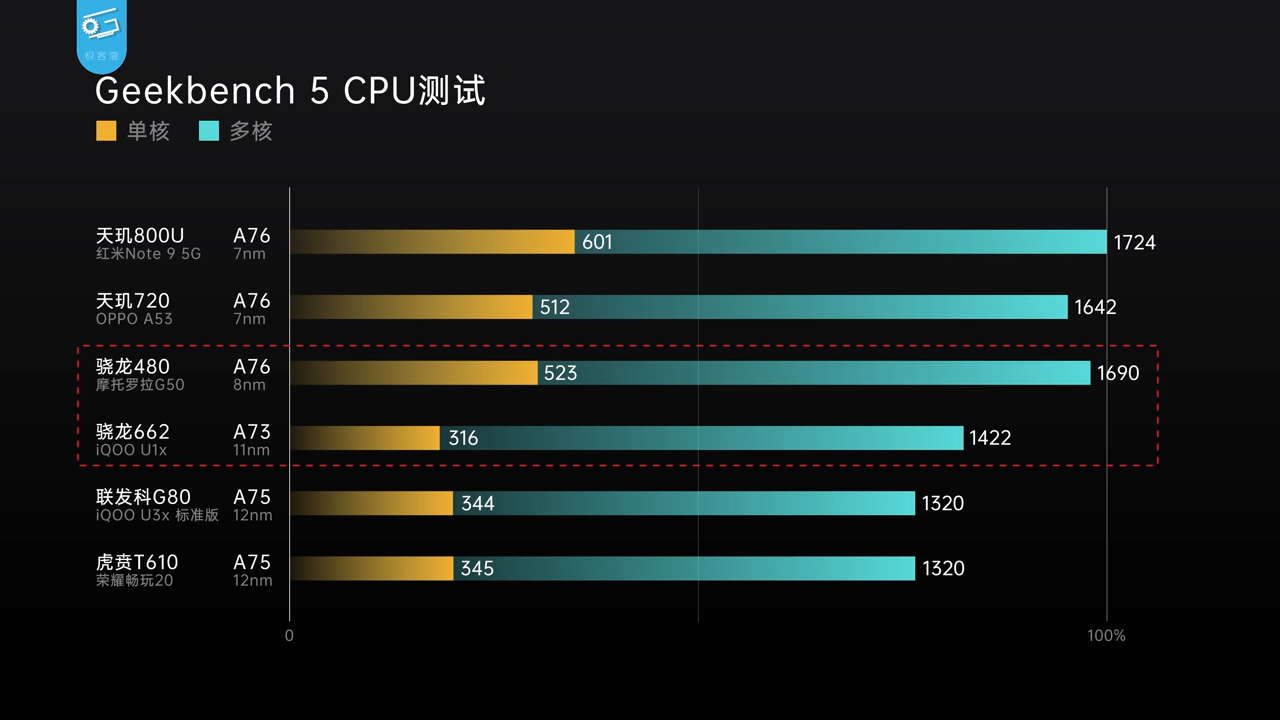 极客湾
Geekbench 5 CPU测试
单核 多核
天玑800U A76 601 1724
红米Note 9 5G 7nm
天玑720 A76 512 1642
OPPO A53 7nm
骁龙480 A76 523 1690
摩托罗拉G50 8nm
骁龙662 A73 316 1422
iQOO U1x 11nm
联发科G80 A75 344 1320
iQOO U3x 标准版 12nm
虎贲T610 A75 345 1320
荣耀畅玩20 12nm
0 100%